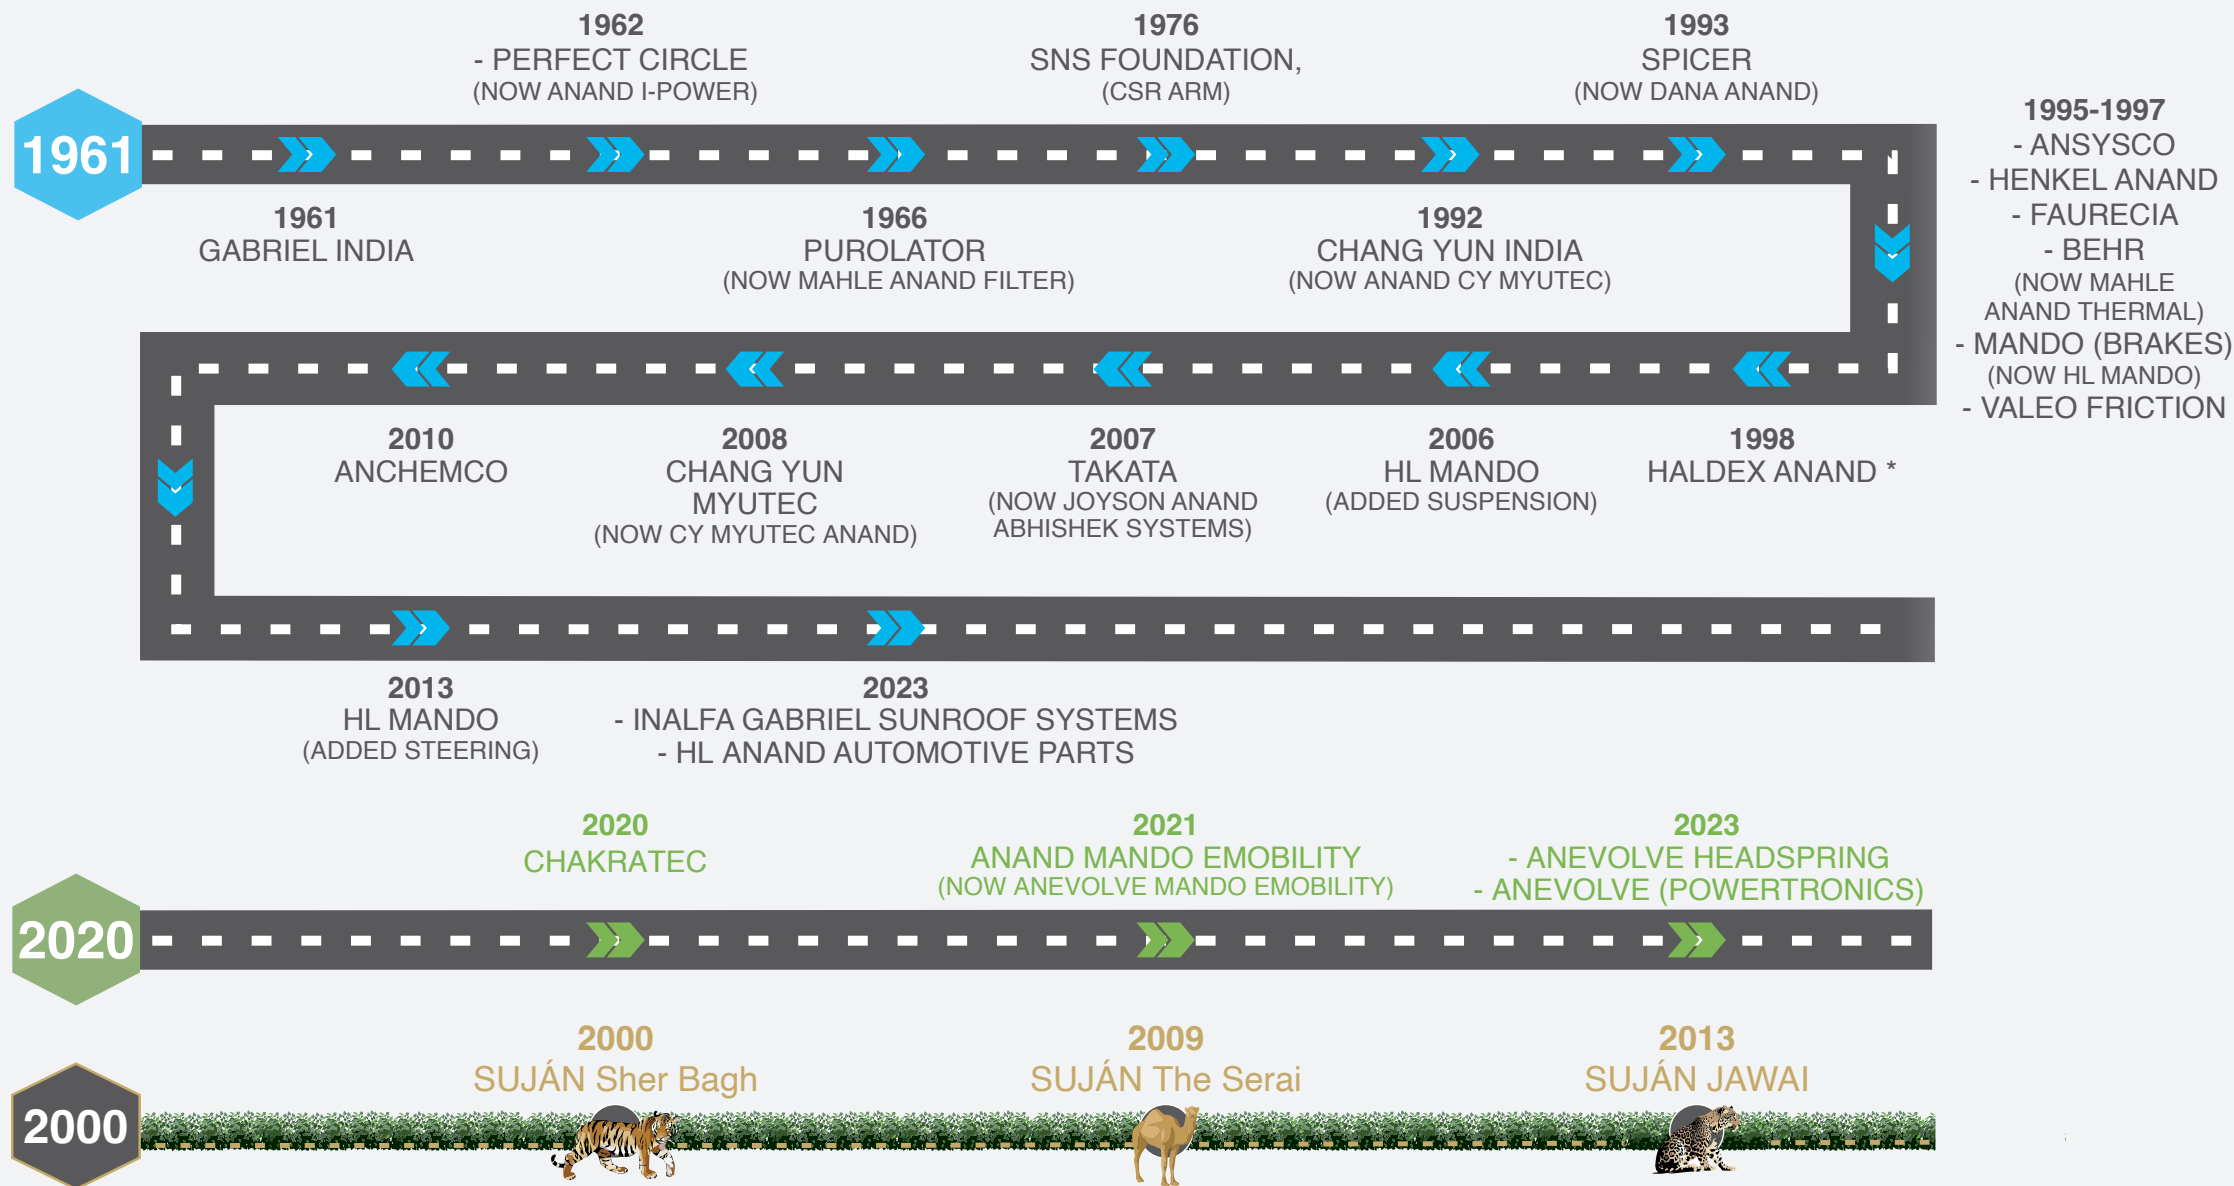 1961
1962
- PERFECT CIRCLE
(NOW ANAND I-POWER)
1976
SNS FOUNDATION,
(CSR ARM)
1993
SPICER
(NOW DANA ANAND)
1961
GABRIEL INDIA
1966
PUROLATOR
(NOW MAHLE ANAND FILTER)
1992
CHANG YUN INDIA
(NOW ANAND CY MYUTEC)
1995-1997
- ANSYSCO
- HENKEL ANAND
- FAURECIA
- BEHR
(NOW MAHLE
ANAND THERMAL)
- MANDO (BRAKES)
(NOW HL MANDO)
- VALEO FRICTION
2010
ANCHEMCO
2008
CHANG YUN
MYUTEC
(NOW CY MYUTEC ANAND)
2007
TAKATA
(NOW JOYSON ANAND
ABHISHEK SYSTEMS)
2006
HL MANDO
(ADDED SUSPENSION)
1998
HALDEX ANAND *
2013
HL MANDO
(ADDED STEERING)
2023
- INALFA GABRIEL SUNROOF SYSTEMS
- HL ANAND AUTOMOTIVE PARTS
2020
2020
CHAKRATEC
2021
ANAND MANDO EMOBILITY
(NOW ANEVOLVE MANDO EMOBILITY)
2023
- ANEVOLVE HEADSPRING
- ANEVOLVE (POWERTRONICS)
2000
2000
SUJÁN Sher Bagh
2009
SUJÁN The Serai
2013
SUJÁN JAWAI